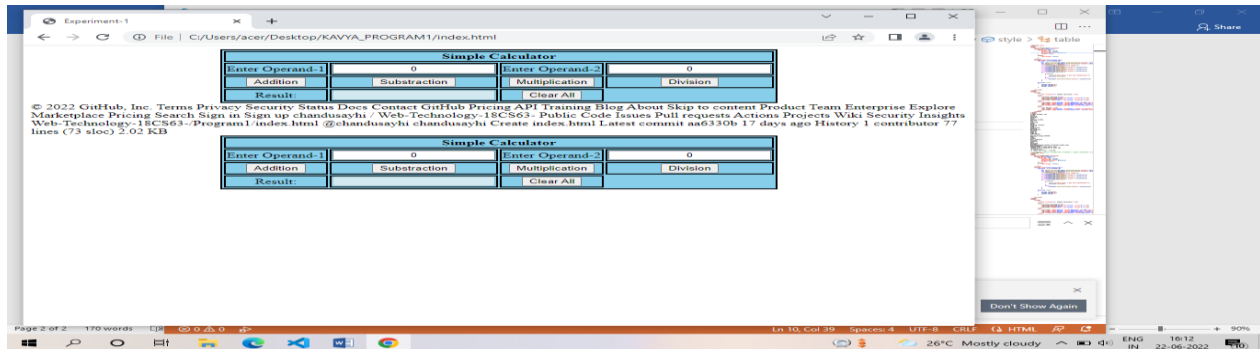 Experiment-1
Share
File | C:/Users/acer/Desktop/KAVYA_PROGRAM1/index.html
style > table
Simple Calculator
Enter Operand-1 0 Enter Operand-2 0
Addition Substraction Multiplication Division
Result: Clear All
© 2022 GitHub, Inc. Terms Privacy Security Status Docs Contact GitHub Pricing API Training Blog About Skip to content Product Team Enterprise Explore
Marketplace Pricing Search Sign in Sign up chandusayhi / Web-Technology-18CS63- Public Code Issues Pull requests Actions Projects Wiki Security Insights
Web-Technology-18CS63-/Program1/index.html @chandusayhi chandusayhi Create index.html Latest commit aa6330b 17 days ago History 1 contributor 77
lines (73 sloc) 2.02 KB
Simple Calculator
Enter Operand-1 0 Enter Operand-2 0
Addition Substraction Multiplication Division
Result: Clear All
Don't Show Again
Page 2 of 2 170 words 0 0 Ln 10, Col 39 Spaces: 4 UTF-8 CRLF HTML 90%
26°C Mostly cloudy ENG 16:12
IN 22-06-2022